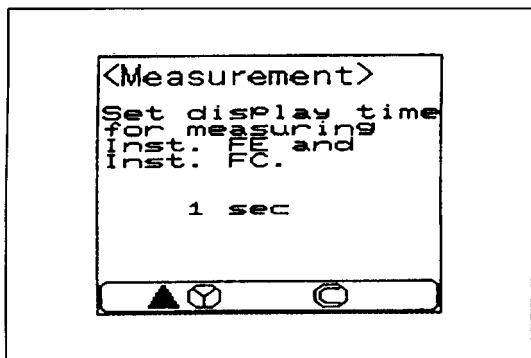 <Measurement>
Set display time
for measuring
Inst. FE and
Inst. FC.
1 sec
Y C